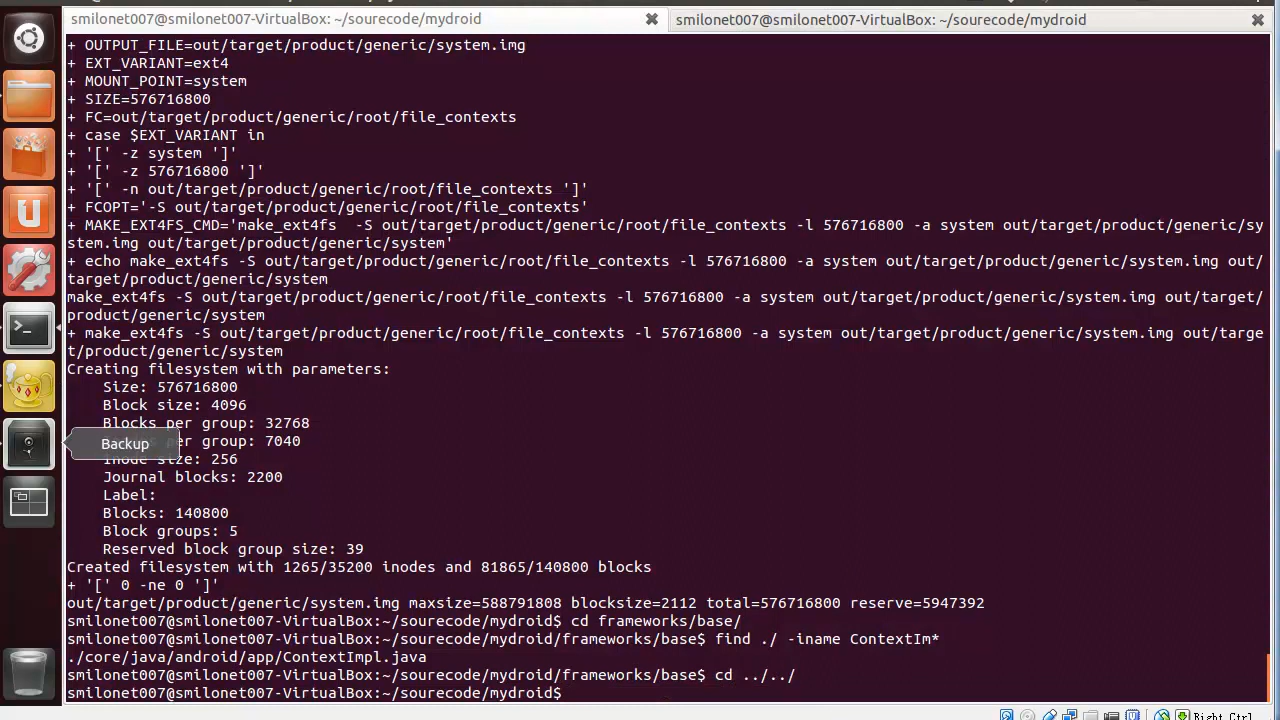 smilonet007@smilonet007-VirtualBox: ~/sourecode/mydroid
smilonet007@smilonet007-VirtualBox: ~/sourecode/mydroid
+ OUTPUT_FILE=out/target/product/generic/system.img
+ EXT_VARIANT=ext4
+ MOUNT_POINT=system
+ SIZE=576716800
+ FC=out/target/product/generic/root/file_contexts
+ case $EXT_VARIANT in
+ '[' -z system ']'
+ '[' -z 576716800 ']'
+ '[' -n out/target/product/generic/root/file_contexts ']'
+ FCOPT='-S out/target/product/generic/root/file_contexts'
+ MAKE_EXT4FS_CMD='make_ext4fs  -S out/target/product/generic/root/file_contexts -l 576716800 -a system out/target/product/generic/sy
stem.img out/target/product/generic/system'
+ echo make_ext4fs -S out/target/product/generic/root/file_contexts -l 576716800 -a system out/target/product/generic/system.img out/
target/product/generic/system
make_ext4fs -S out/target/product/generic/root/file_contexts -l 576716800 -a system out/target/product/generic/system.img out/target/
product/generic/system
+ make_ext4fs -S out/target/product/generic/root/file_contexts -l 576716800 -a system out/target/product/generic/system.img out/targe
t/product/generic/system
Creating filesystem with parameters:
Size: 576716800
Block size: 4096
Blocks per group: 32768
per group: 7040
Backup
Inode size: 256
Journal blocks: 2200
Label:
Blocks: 140800
Block groups: 5
Reserved block group size: 39
Created filesystem with 1265/35200 inodes and 81865/140800 blocks
+ '[' 0 -ne 0 ']'
out/target/product/generic/system.img maxsize=588791808 blocksize=2112 total=576716800 reserve=5947392
smilonet007@smilonet007-VirtualBox:~/sourecode/mydroid$ cd frameworks/base/
smilonet007@smilonet007-VirtualBox:~/sourecode/mydroid/frameworks/base$ find ./ -iname ContextIm*
./core/java/android/app/ContextImpl.java
smilonet007@smilonet007-VirtualBox:~/sourecode/mydroid/frameworks/base$ cd ../../
smilonet007@smilonet007-VirtualBox:~/sourecode/mydroid$
Right Ctrl